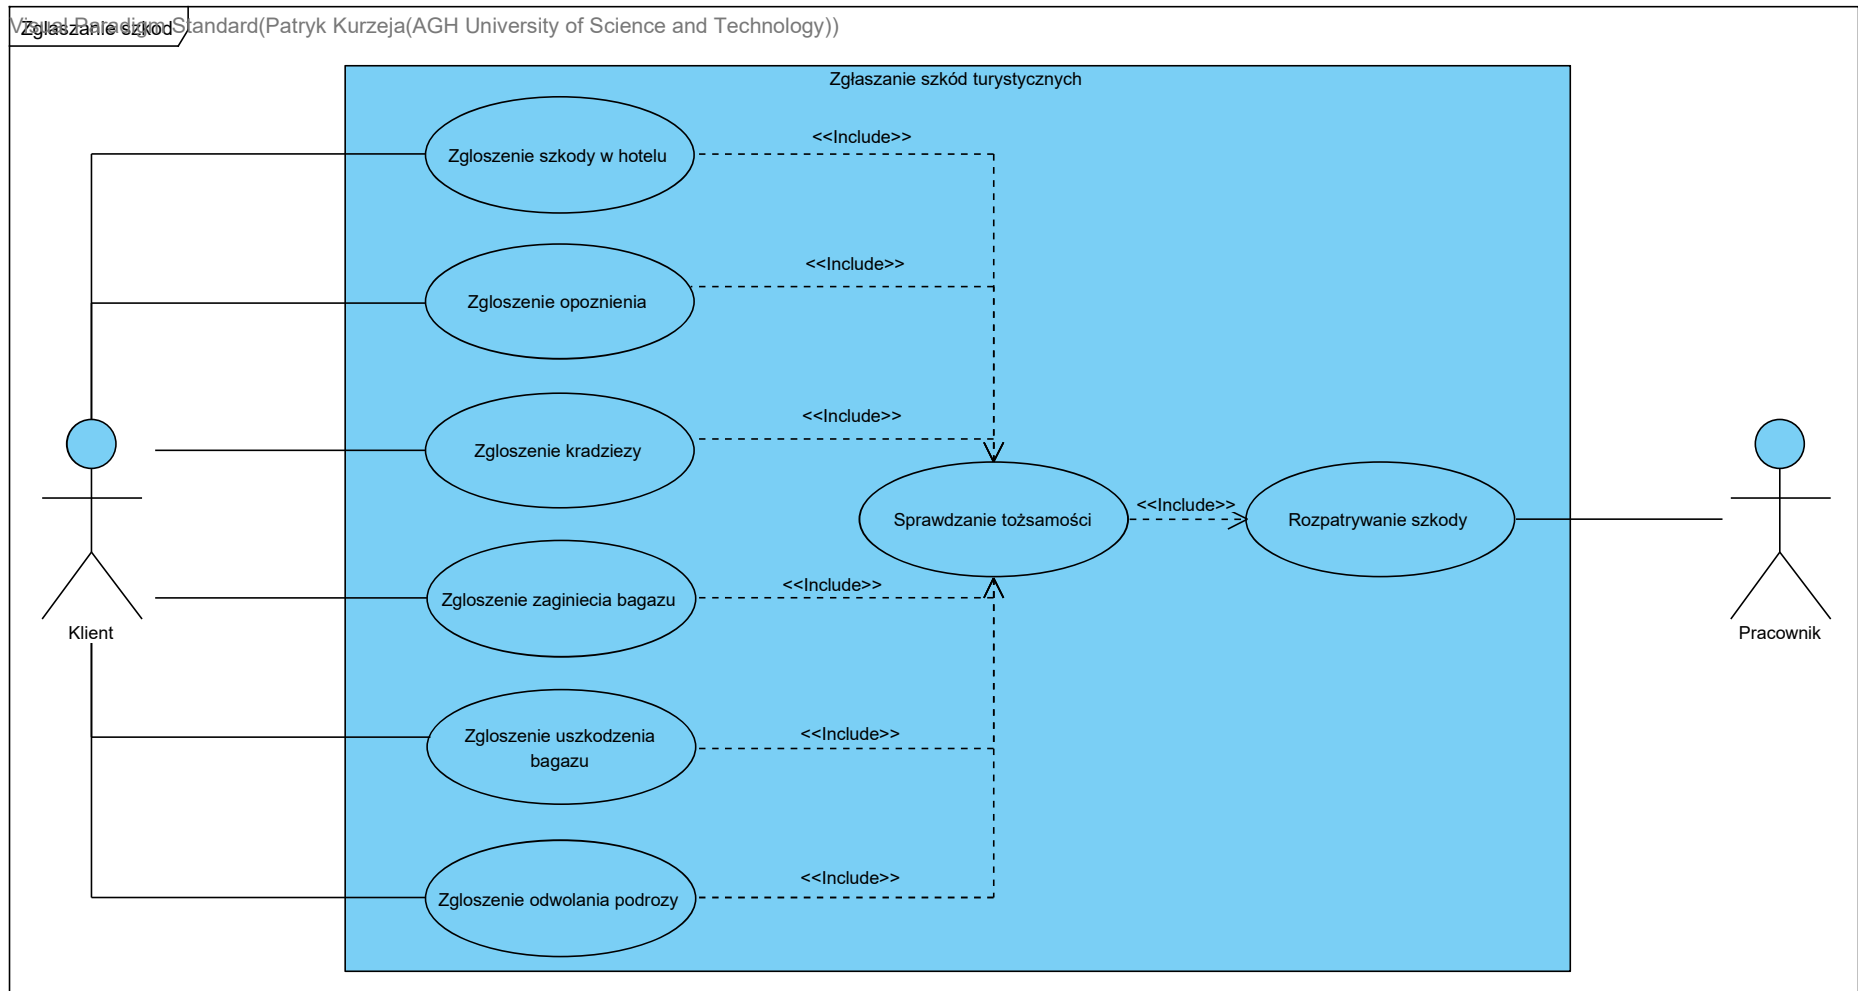 Visual Paradigm Standard(Patryk Kurzeja(AGH University of Science and Technology))
Zglaszanie szkod
Zgłaszanie szkód turystycznych
Zgloszenie szkody w hotelu
<<Include>>
Zgloszenie opoznienia
<<Include>>
Zgloszenie kradziezy
<<Include>>
Sprawdzanie tożsamości
<<Include>>
Rozpatrywanie szkody
Zgloszenie zaginiecia bagazu
<<Include>>
Klient
Pracownik
Zgloszenie uszkodzenia
bagazu
<<Include>>
Zgloszenie odwolania podrozy
<<Include>>